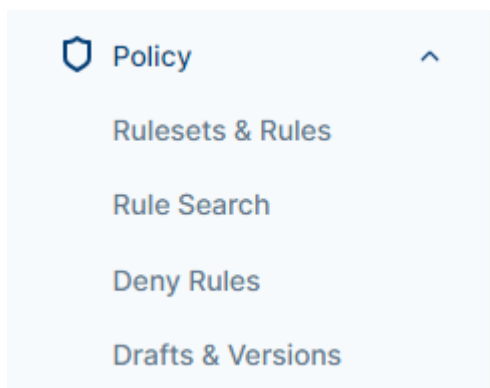 Policy
Rulesets & Rules
Rule Search
Deny Rules
Drafts & Versions